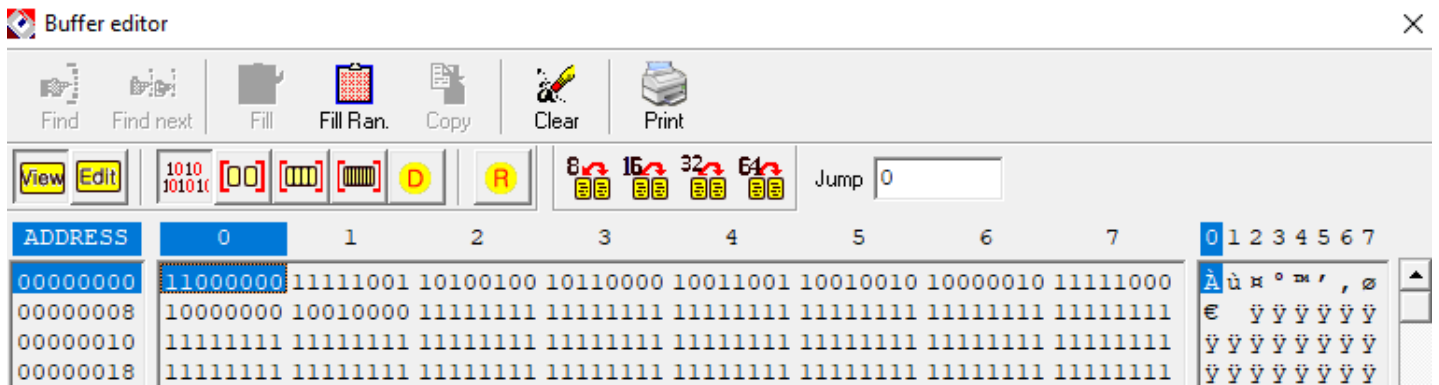 Buffer editor
Find Find next Fill Fill Ran. Copy Clear Print
View Edit 1010 10101( D R 8 16 32 64 Jump 0
ADDRESS 0 1 2 3 4 5 6 7 0 1 2 3 4 5 6 7
00000000 11000000 11111001 10100100 10110000 10011001 10010010 10000010 11111000 À ù ¤ ° ™ ’ ‚ ø
00000008 10000000 10010000 11111111 11111111 11111111 11111111 11111111 11111111 € ÿ ÿ ÿ ÿ ÿ ÿ
00000010 11111111 11111111 11111111 11111111 11111111 11111111 11111111 11111111 ÿ ÿ ÿ ÿ ÿ ÿ ÿ ÿ
00000018 11111111 11111111 11111111 11111111 11111111 11111111 11111111 11111111 ÿ ÿ ÿ ÿ ÿ ÿ ÿ ÿ